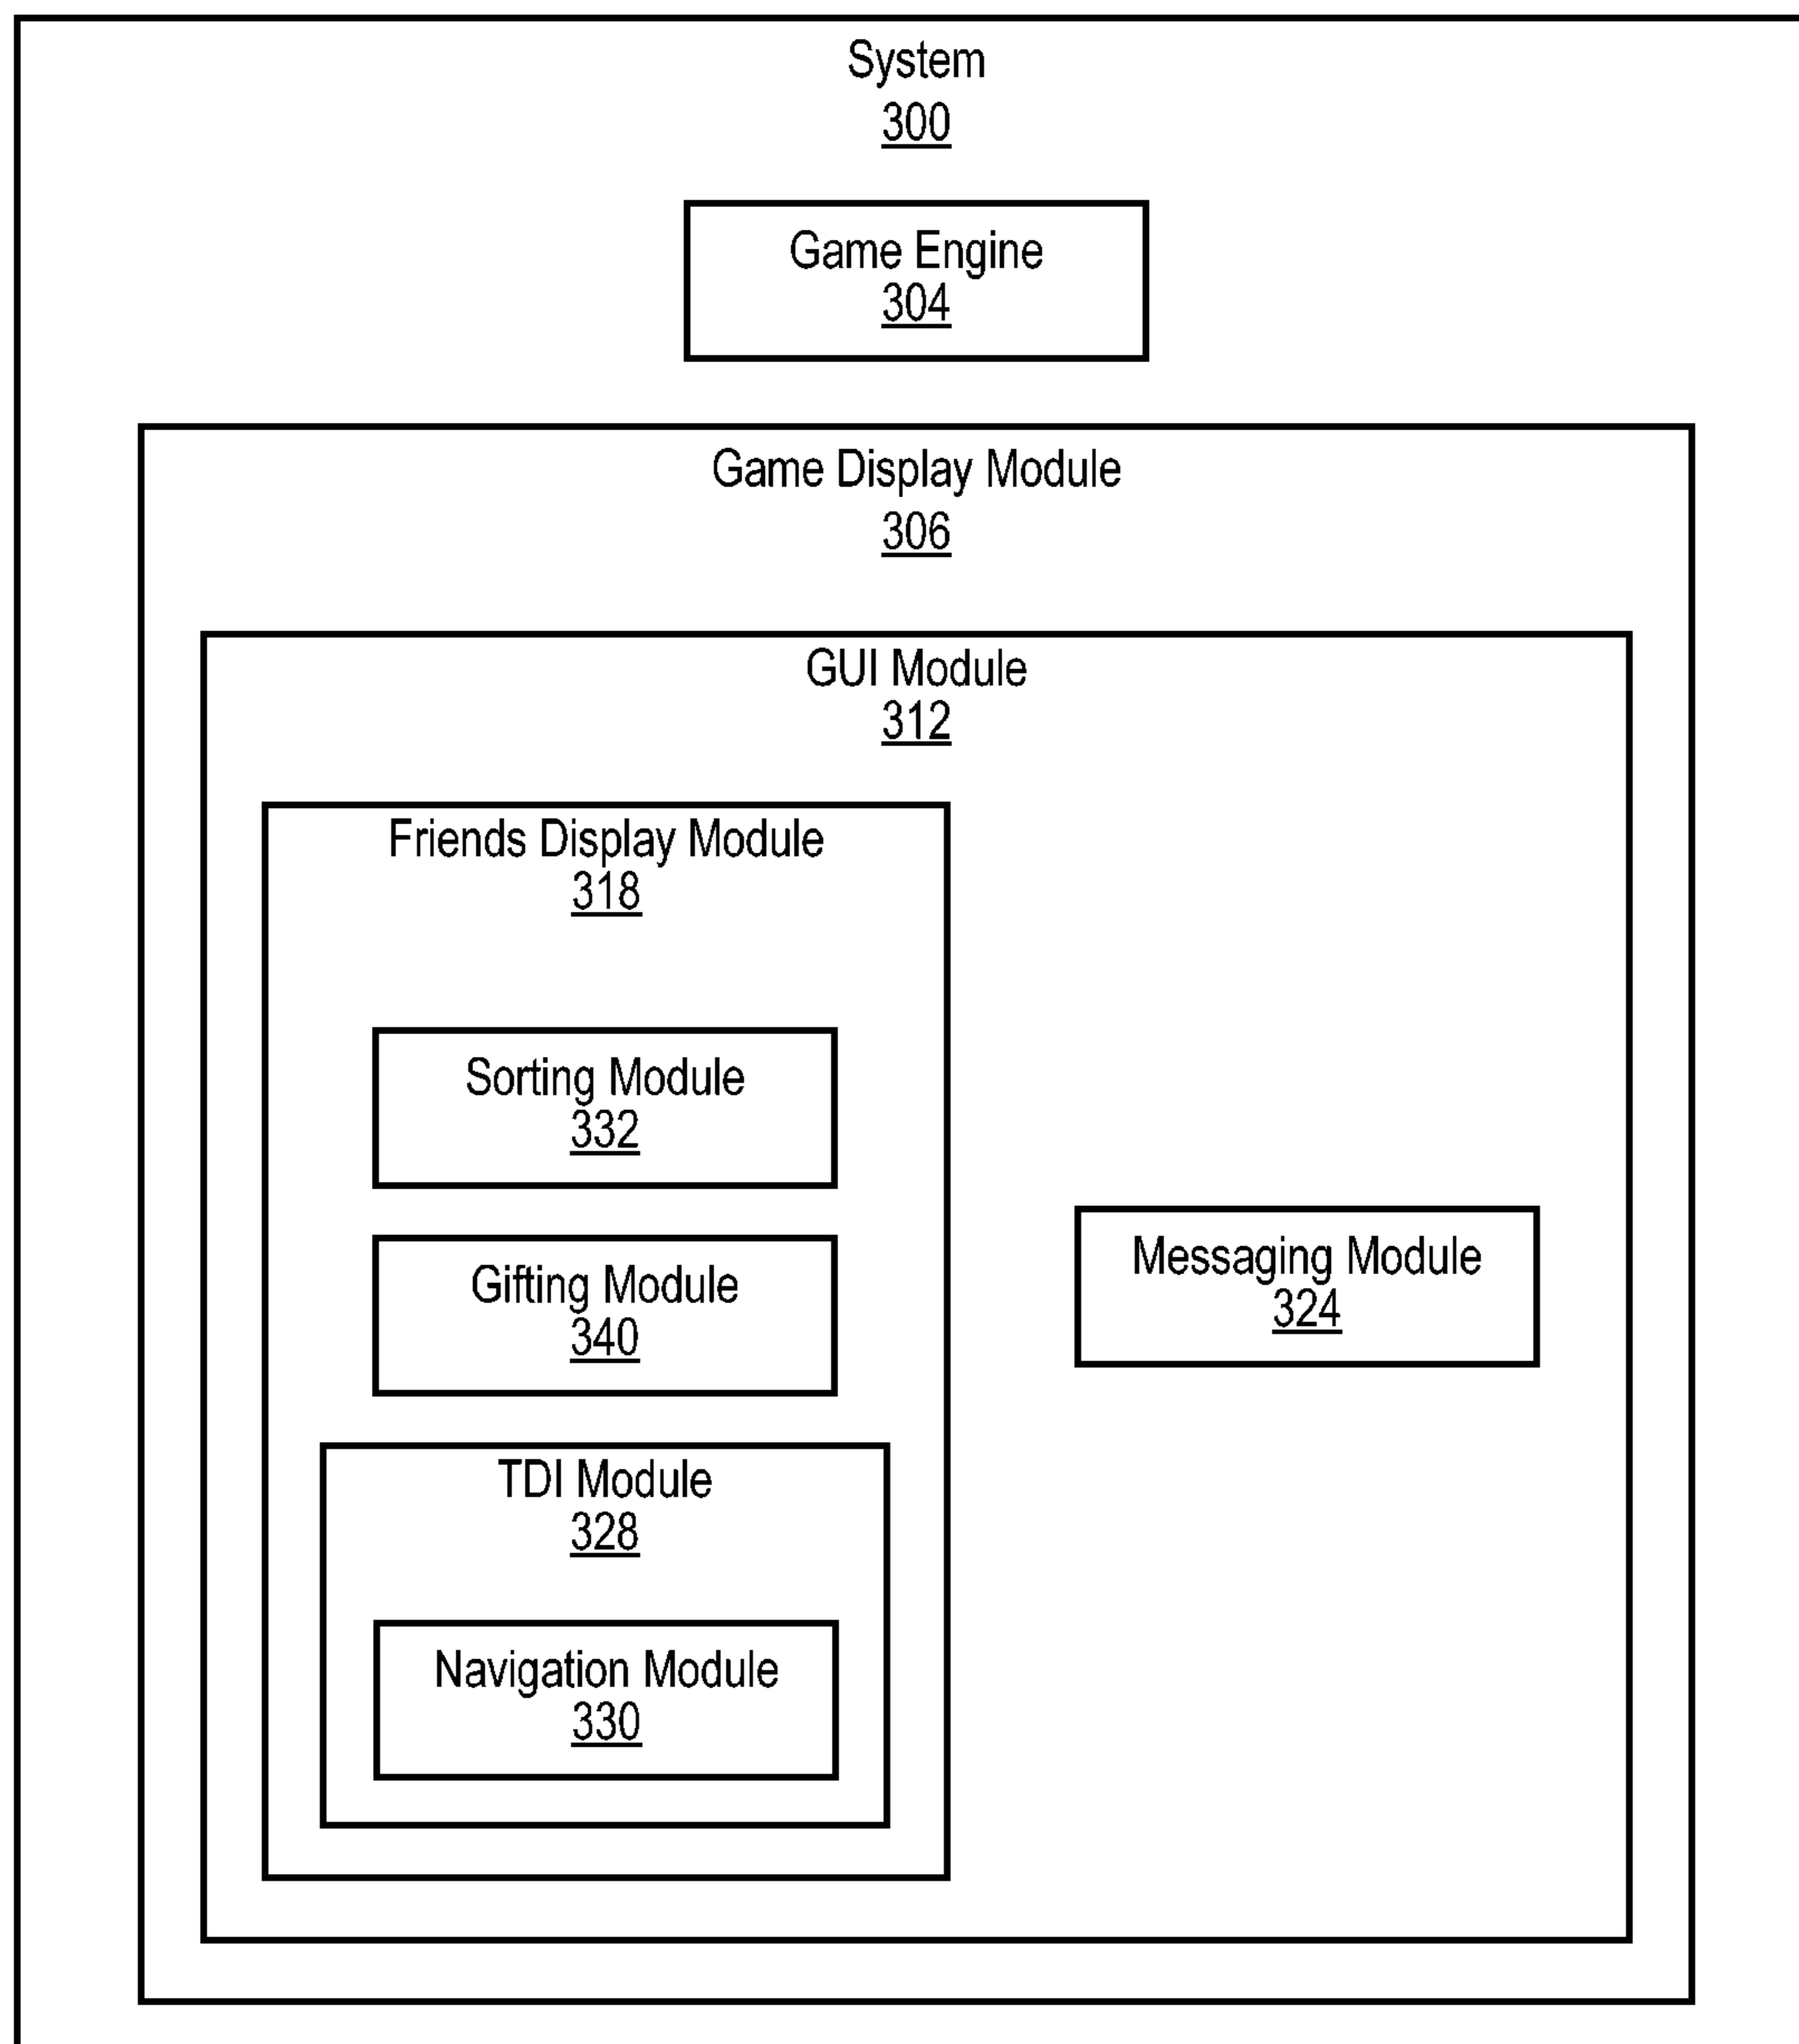 System
300
Game Engine
304
Game Display Module
306
GUI Module
312
Friends Display Module
318
Sorting Module
332
Gifting Module
340
Messaging Module
324
TDI Module
328
Navigation Module
330